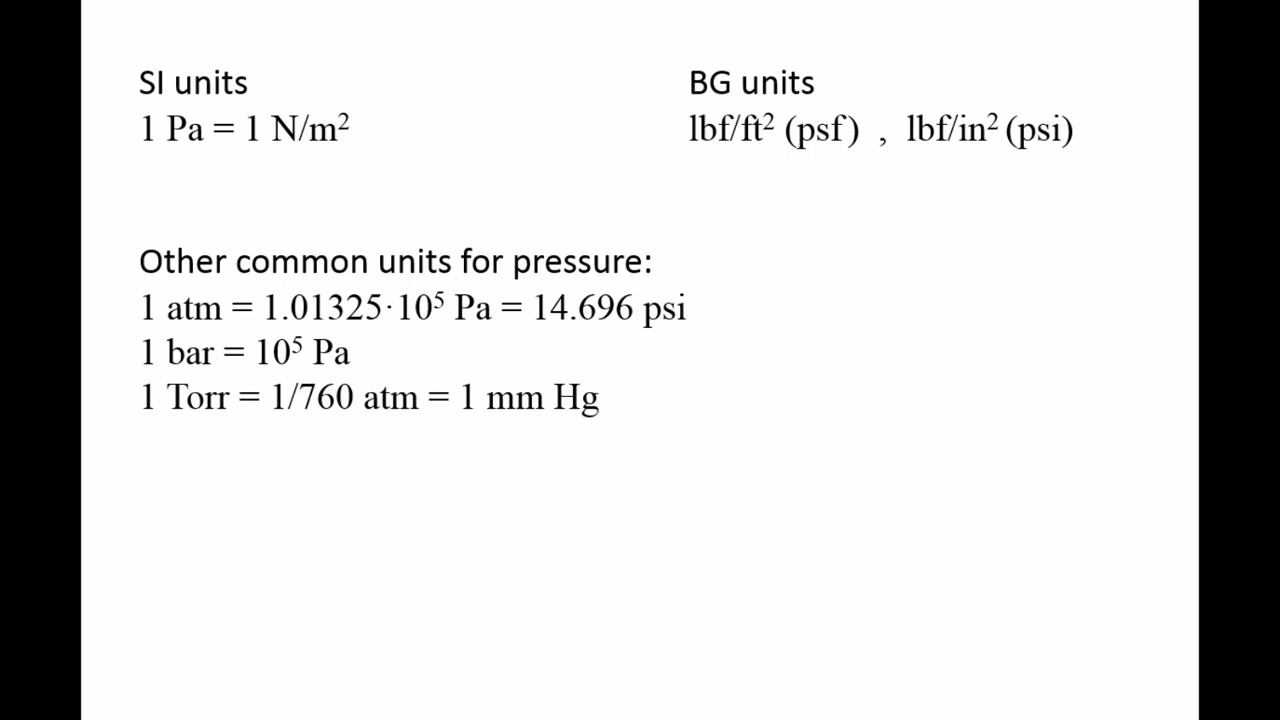 SI units
1 Pa = 1 N/m²
BG units
lbf/ft² (psf) , lbf/in² (psi)
Other common units for pressure:
1 atm = 1.01325·10⁵ Pa = 14.696 psi
1 bar = 10⁵ Pa
1 Torr = 1/760 atm = 1 mm Hg